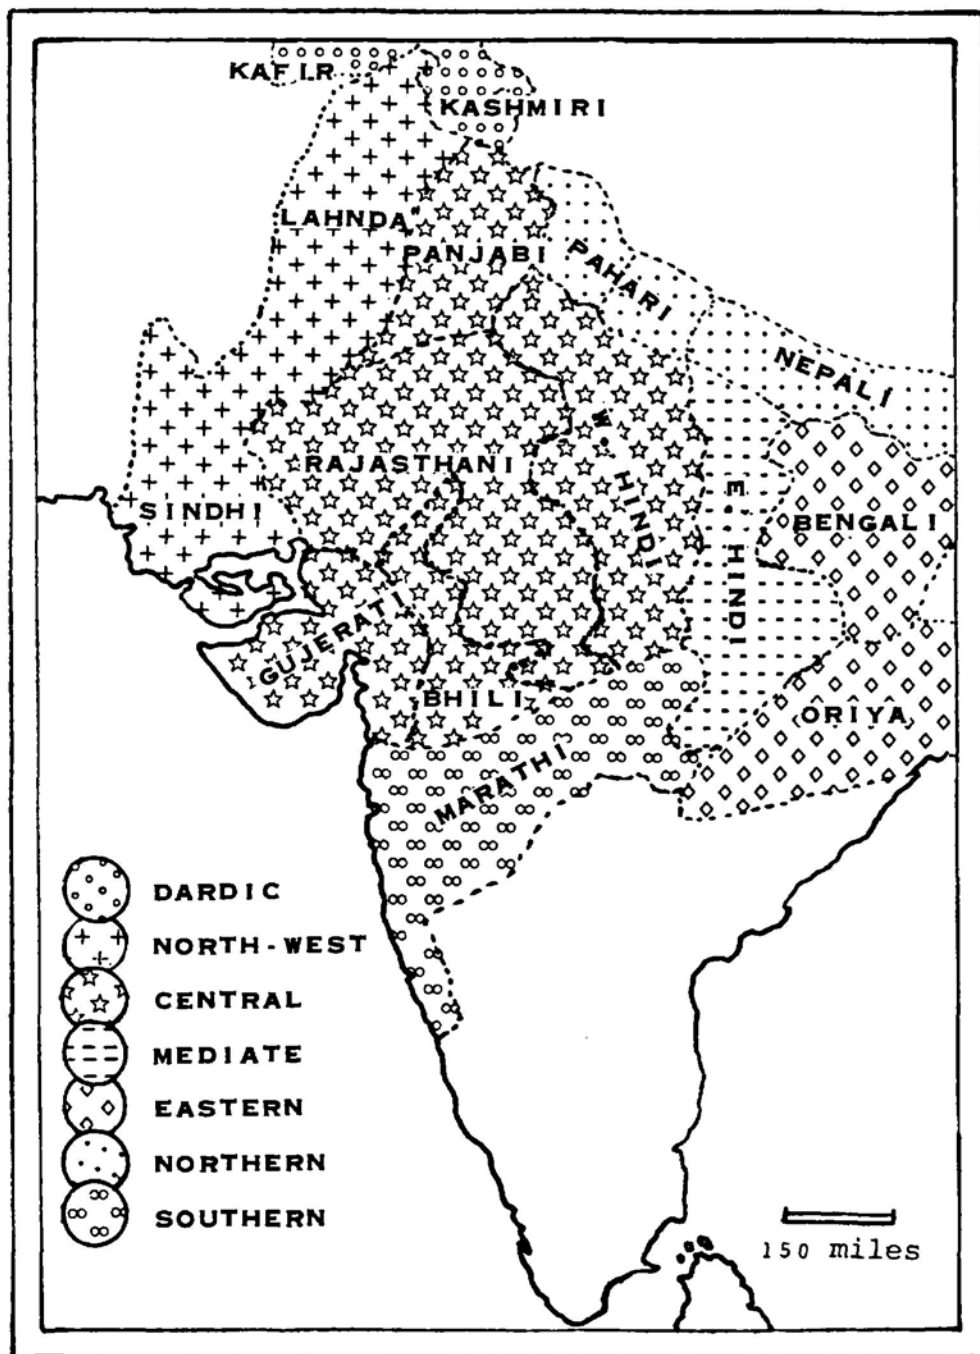 KAFIR
KASHMIRI
LAHNDA"
PANJABI
PAHARI
NEPALI
RAJASTHANI
W. HINDI
E. HINDI
SINDHI
BENGALI
GUJERATI
BHILI
ORIYA
MARATHI
DARDIC
NORTH-WEST
CENTRAL
MEDIATE
EASTERN
NORTHERN
SOUTHERN
150 miles